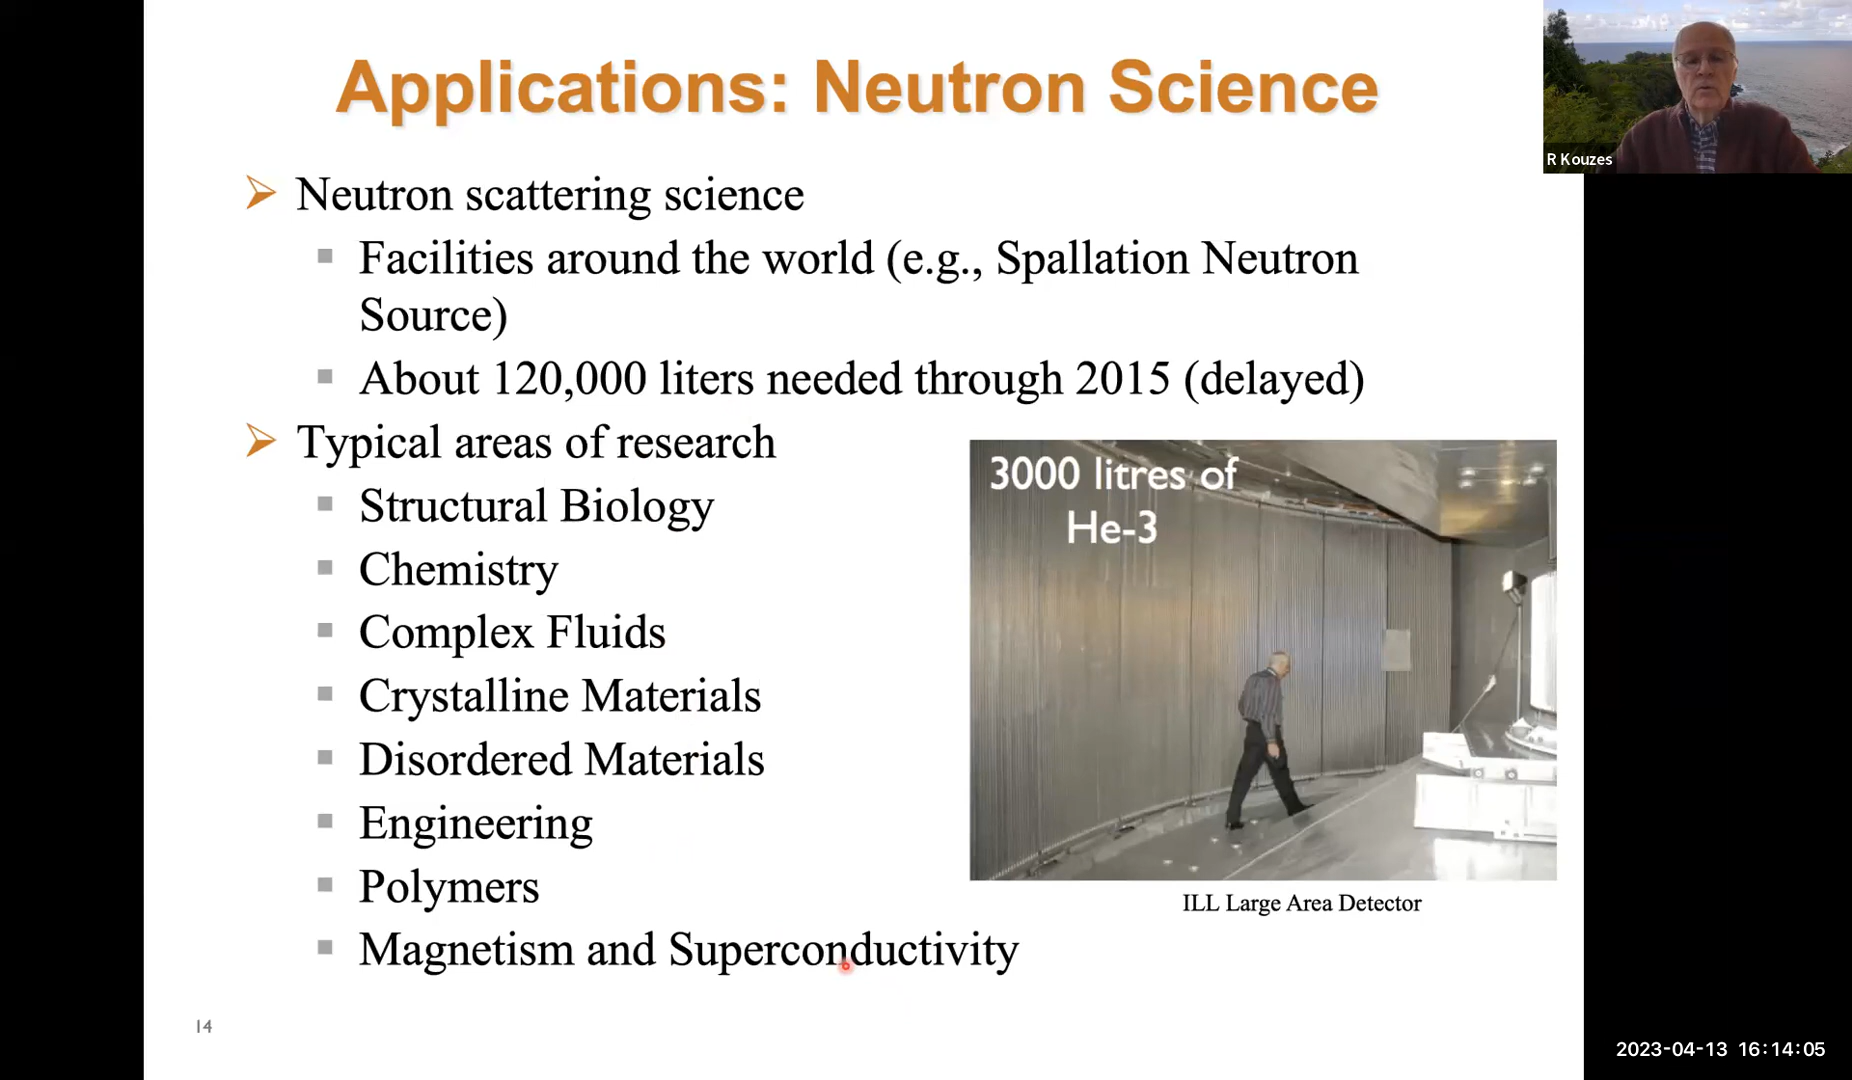 Applications: Neutron Science
R Kouzes
Neutron scattering science
Facilities around the world (e.g., Spallation Neutron
Source)
About 120,000 liters needed through 2015 (delayed)
Typical areas of research
Structural Biology
Chemistry
Complex Fluids
Crystalline Materials
Disordered Materials
Engineering
Polymers
Magnetism and Superconductivity
3000 litres of
He-3
ILL Large Area Detector
14
2023-04-13 16:14:05